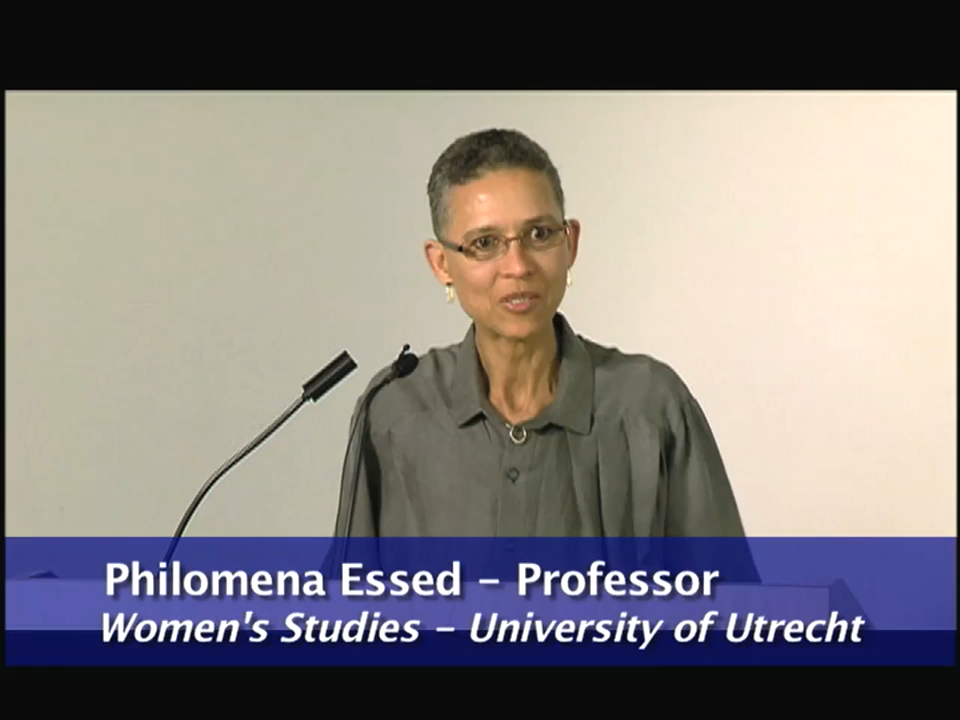 Philomena Essed – Professor
Women's Studies – University of Utrecht